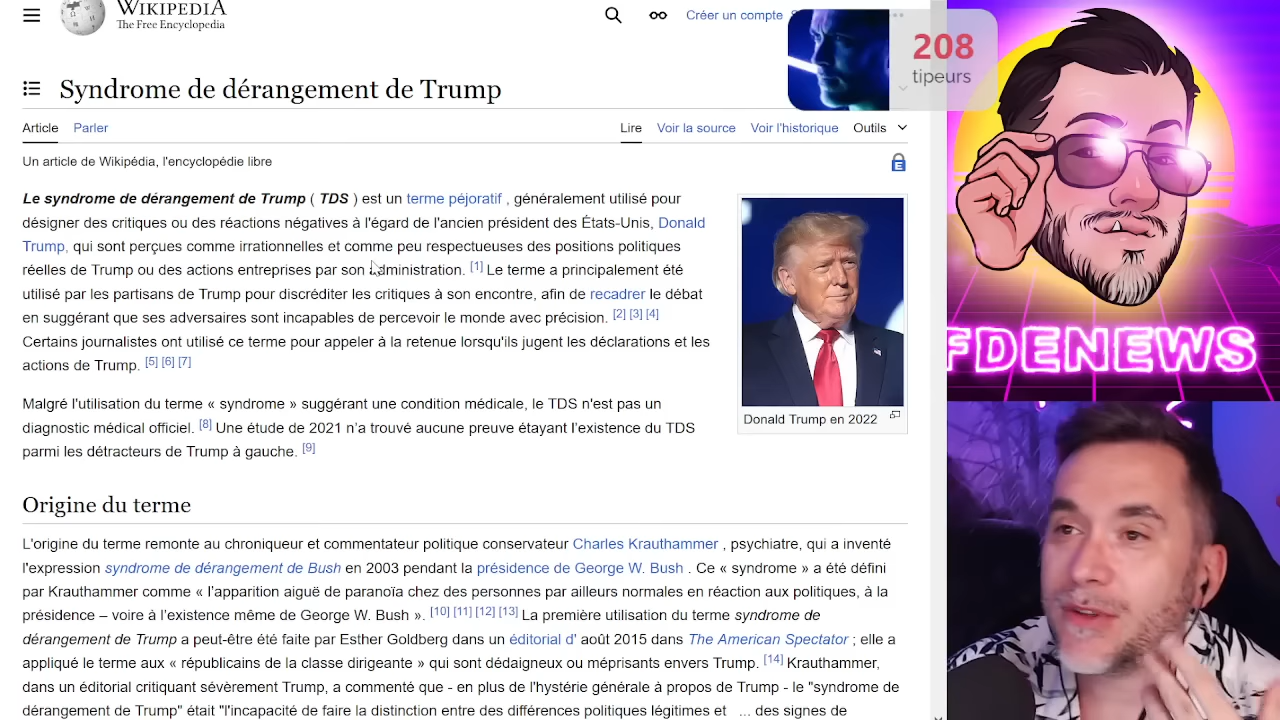 WIKIPEDIA
The Free Encyclopedia
Créer un compte
208
tipeurs
Syndrome de dérangement de Trump
Article Parler Lire Voir la source Voir l'historique Outils
Un article de Wikipédia, l'encyclopédie libre
E
Le syndrome de dérangement de Trump ( TDS ) est un terme péjoratif , généralement utilisé pour
désigner des critiques ou des réactions négatives à l'égard de l'ancien président des États-Unis, Donald
Trump, qui sont perçues comme irrationnelles et comme peu respectueuses des positions politiques
réelles de Trump ou des actions entreprises par son administration. [1] Le terme a principalement été
utilisé par les partisans de Trump pour discréditer les critiques à son encontre, afin de recadrer le débat
en suggérant que ses adversaires sont incapables de percevoir le monde avec précision. [2] [3] [4]
Certains journalistes ont utilisé ce terme pour appeler à la retenue lorsqu'ils jugent les déclarations et les
actions de Trump. [5] [6] [7]
Donald Trump en 2022
Malgré l'utilisation du terme « syndrome » suggérant une condition médicale, le TDS n'est pas un
diagnostic médical officiel. [8] Une étude de 2021 n'a trouvé aucune preuve étayant l'existence du TDS
parmi les détracteurs de Trump à gauche. [9]
Origine du terme
L'origine du terme remonte au chroniqueur et commentateur politique conservateur Charles Krauthammer , psychiatre, qui a inventé
l'expression syndrome de dérangement de Bush en 2003 pendant la présidence de George W. Bush . Ce « syndrome » a été défini
par Krauthammer comme « l'apparition aiguë de paranoïa chez des personnes par ailleurs normales en réaction aux politiques, à la
présidence – voire à l'existence même de George W. Bush ». [10] [11] [12] [13] La première utilisation du terme syndrome de
dérangement de Trump a peut-être été faite par Esther Goldberg dans un éditorial d' août 2015 dans The American Spectator ; elle a
appliqué le terme aux « républicains de la classe dirigeante » qui sont dédaigneux ou méprisants envers Trump. [14] Krauthammer,
dans un éditorial critiquant sévèrement Trump, a commenté que - en plus de l'hystérie générale à propos de Trump - le "syndrome de
dérangement de Trump" était "l'incapacité de faire la distinction entre des différences politiques légitimes et ... des signes de
FDENEWS